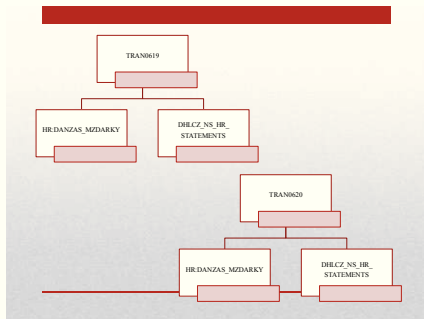 TRAN0619
HR:DANZAS_MZDARKY
DHLCZ_NS_HR_
STATEMENTS
TRAN0620
HR:DANZAS_MZDARKY
DHLCZ_NS_HR_
STATEMENTS